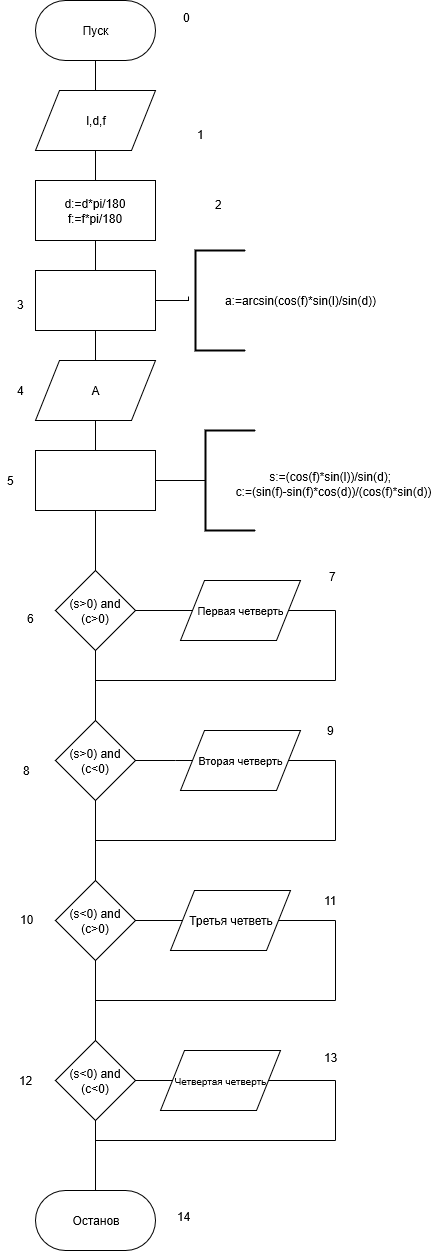 Пуск
0
l,d,f
1
d:=d*pi/180
f:=f*pi/180
2
3
a:=arcsin(cos(f)*sin(l)/sin(d))
4
A
5
s:=(cos(f)*sin(l))/sin(d);
c:=(sin(f)-sin(f)*cos(d))/(cos(f)*sin(d))
6
(s>0) and
(c>0)
Первая четверть
7
8
(s>0) and
(c<0)
Вторая четверть
9
10
(s<0) and
(c>0)
Третья четветь
11
12
(s<0) and
(c<0)
Четвертая четверть
13
Останов
14